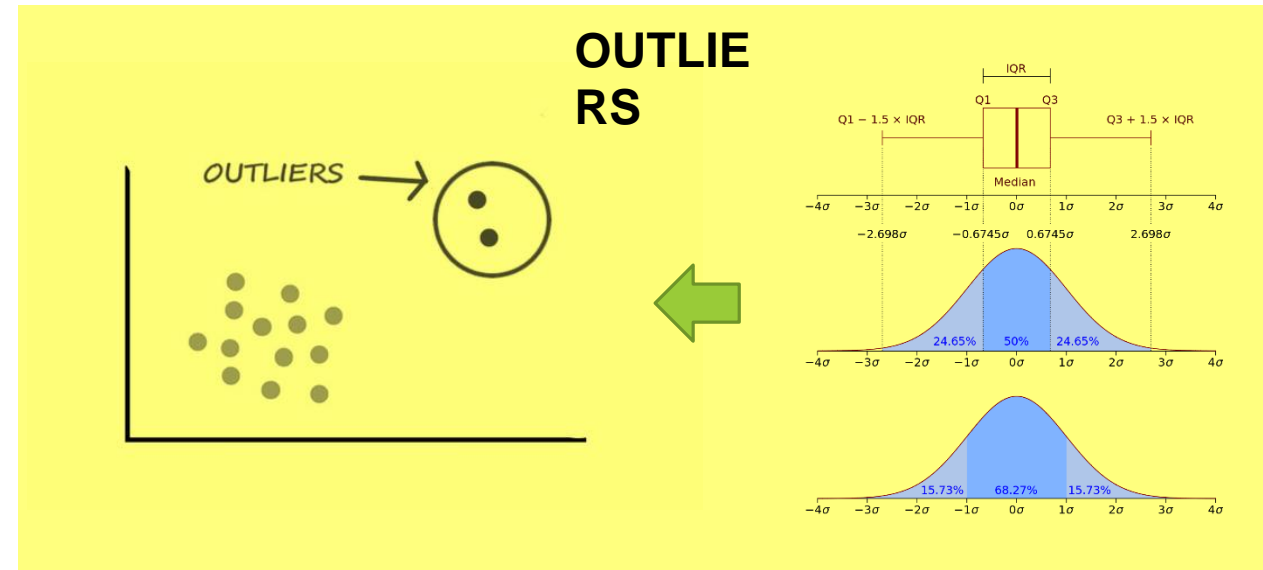 OUTLIE
RS
OUTLIERS
IQR
Q1 Q3
Q1 − 1.5 × IQR Q3 + 1.5 × IQR
Median
−4σ −3σ −2σ −1σ 0σ 1σ 2σ 3σ 4σ
−2.698σ −0.6745σ 0.6745σ 2.698σ
24.65% 50% 24.65%
−4σ −3σ −2σ −1σ 0σ 1σ 2σ 3σ 4σ
15.73% 68.27% 15.73%
−4σ −3σ −2σ −1σ 0σ 1σ 2σ 3σ 4σ